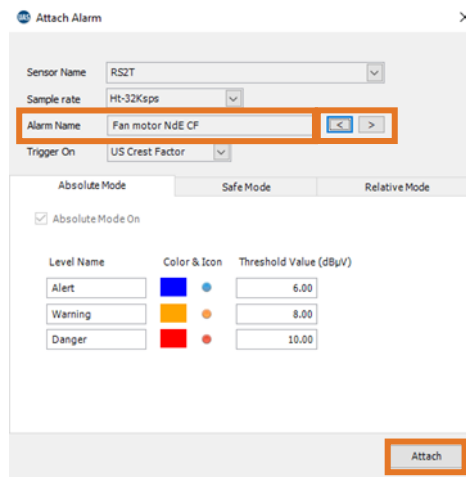 UAS Attach Alarm
Sensor Name RS2T
Sample rate Ht-32Ksps
Alarm Name Fan motor NdE CF < >
Trigger On US Crest Factor
Absolute Mode Safe Mode Relative Mode
Absolute Mode On
Level Name Color & Icon Threshold Value (dBµV)
Alert 6.00
Warning 8.00
Danger 10.00
Attach